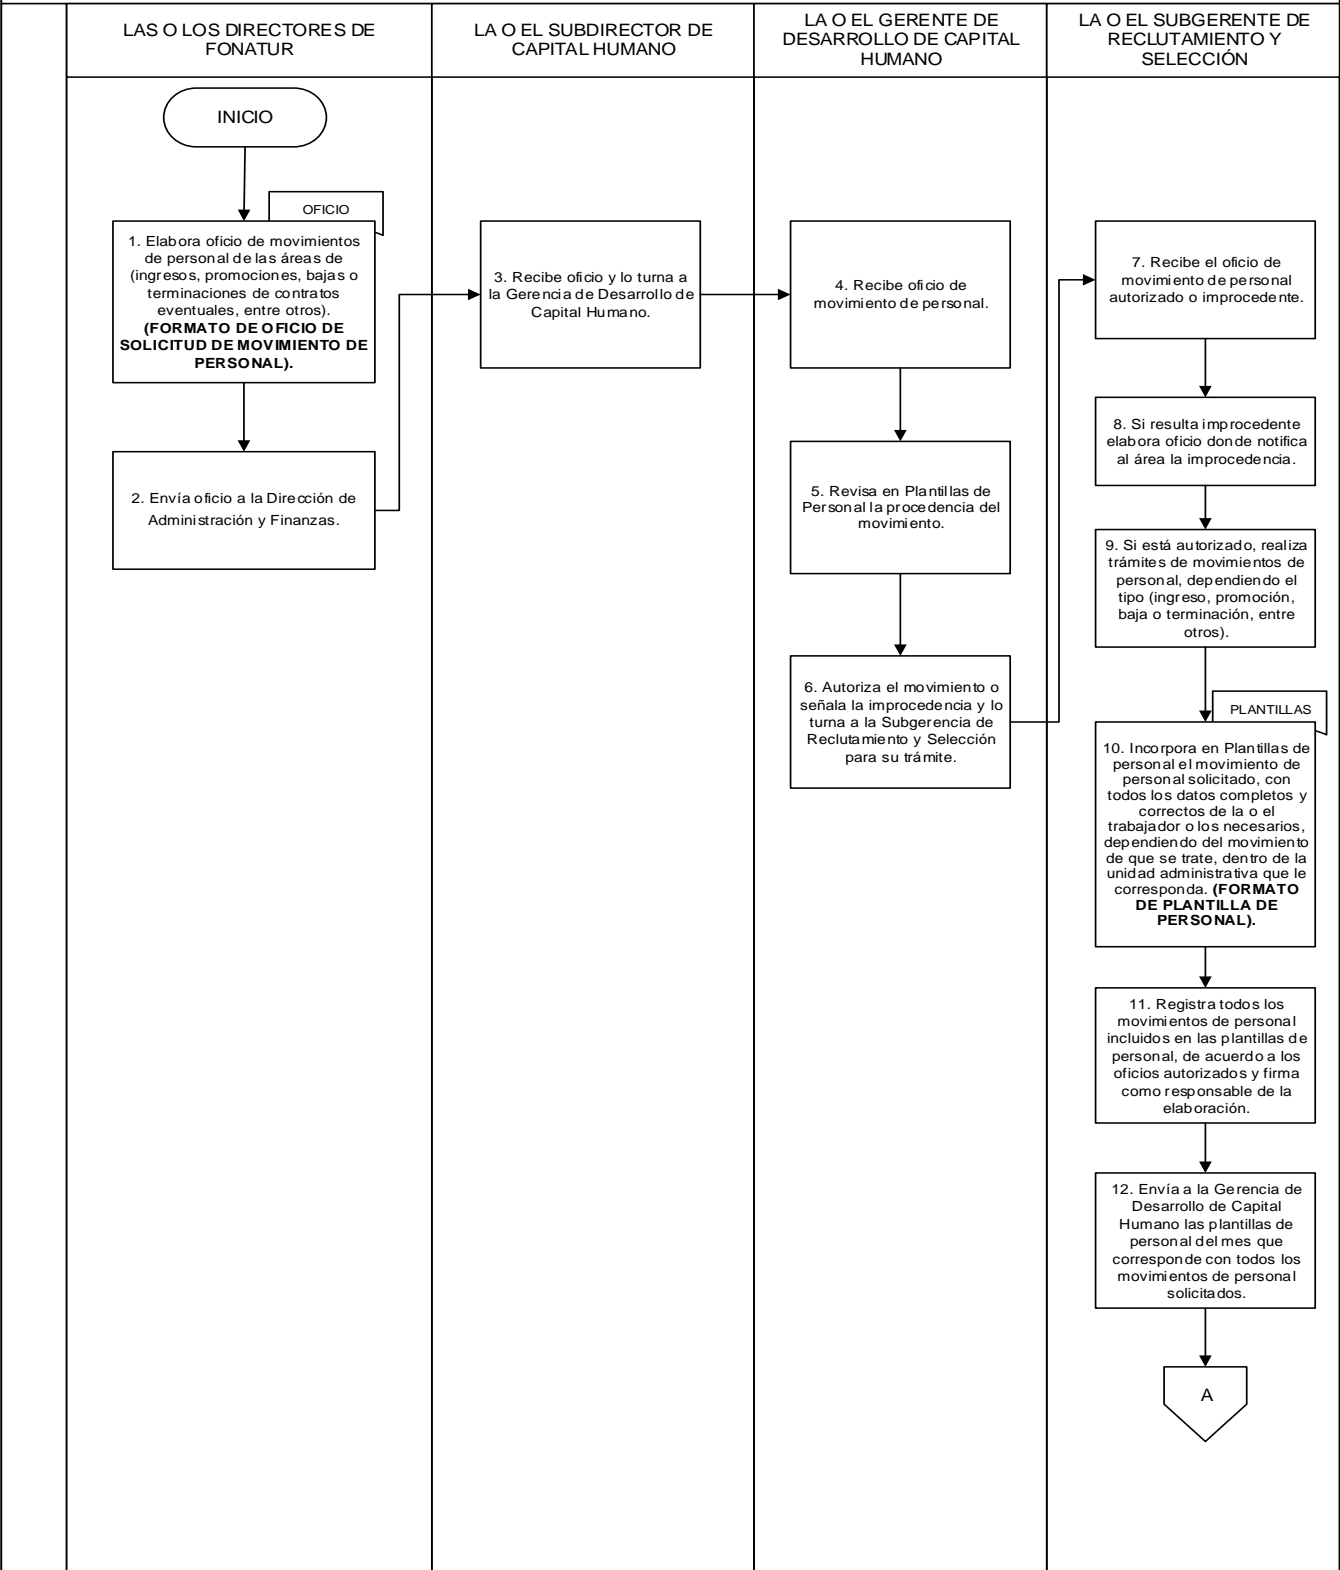 LAS O LOS DIRECTORES DE
FONATUR
LA O EL SUBDIRECTOR DE
CAPITAL HUMANO
LA O EL GERENTE DE
DESARROLLO DE CAPITAL
HUMANO
LA O EL SUBGERENTE DE
RECLUTAMIENTO Y
SELECCIÓN
INICIO
OFICIO
1. Elabora oficio de movimientos
de personal de las áreas de
(ingresos, promociones, bajas o
terminaciones de contratos
eventuales, entre otros).
(FORMATO DE OFICIO DE
SOLICITUD DE MOVIMIENTO DE
PERSONAL).
2. Envía oficio a la Dirección de
Administración y Finanzas.
3. Recibe oficio y lo turna a
la Gerencia de Desarrollo de
Capital Humano.
4. Recibe oficio de
movimiento de personal.
5. Revisa en Plantillas de
Personal la procedencia del
movimiento.
6. Autoriza el movimiento o
señala la improcedencia y lo
turna a la Subgerencia de
Reclutamiento y Selección
para su trámite.
7. Recibe el oficio de
movimiento de personal
autorizado o improcedente.
8. Si resulta improcedente
elabora oficio donde notifica
al área la improcedencia.
9. Si está autorizado, realiza
trámites de movimientos de
personal, dependiendo el
tipo (ingreso, promoción,
baja o terminación, entre
otros).
PLANTILLAS
10. Incorpora en Plantillas de
personal el movimiento de
personal solicitado, con
todos los datos completos y
correctos de la o el
trabajador o los necesarios,
dependiendo del movimiento
de que se trate, dentro de la
unidad administrativa que le
corresponda. (FORMATO
DE PLANTILLA DE
PERSONAL).
11. Registra todos los
movimientos de personal
incluidos en las plantillas de
personal, de acuerdo a los
oficios autorizados y firma
como responsable de la
elaboración.
12. Envía a la Gerencia de
Desarrollo de Capital
Humano las plantillas de
personal del mes que
corresponde con todos los
movimientos de personal
solicitados.
A